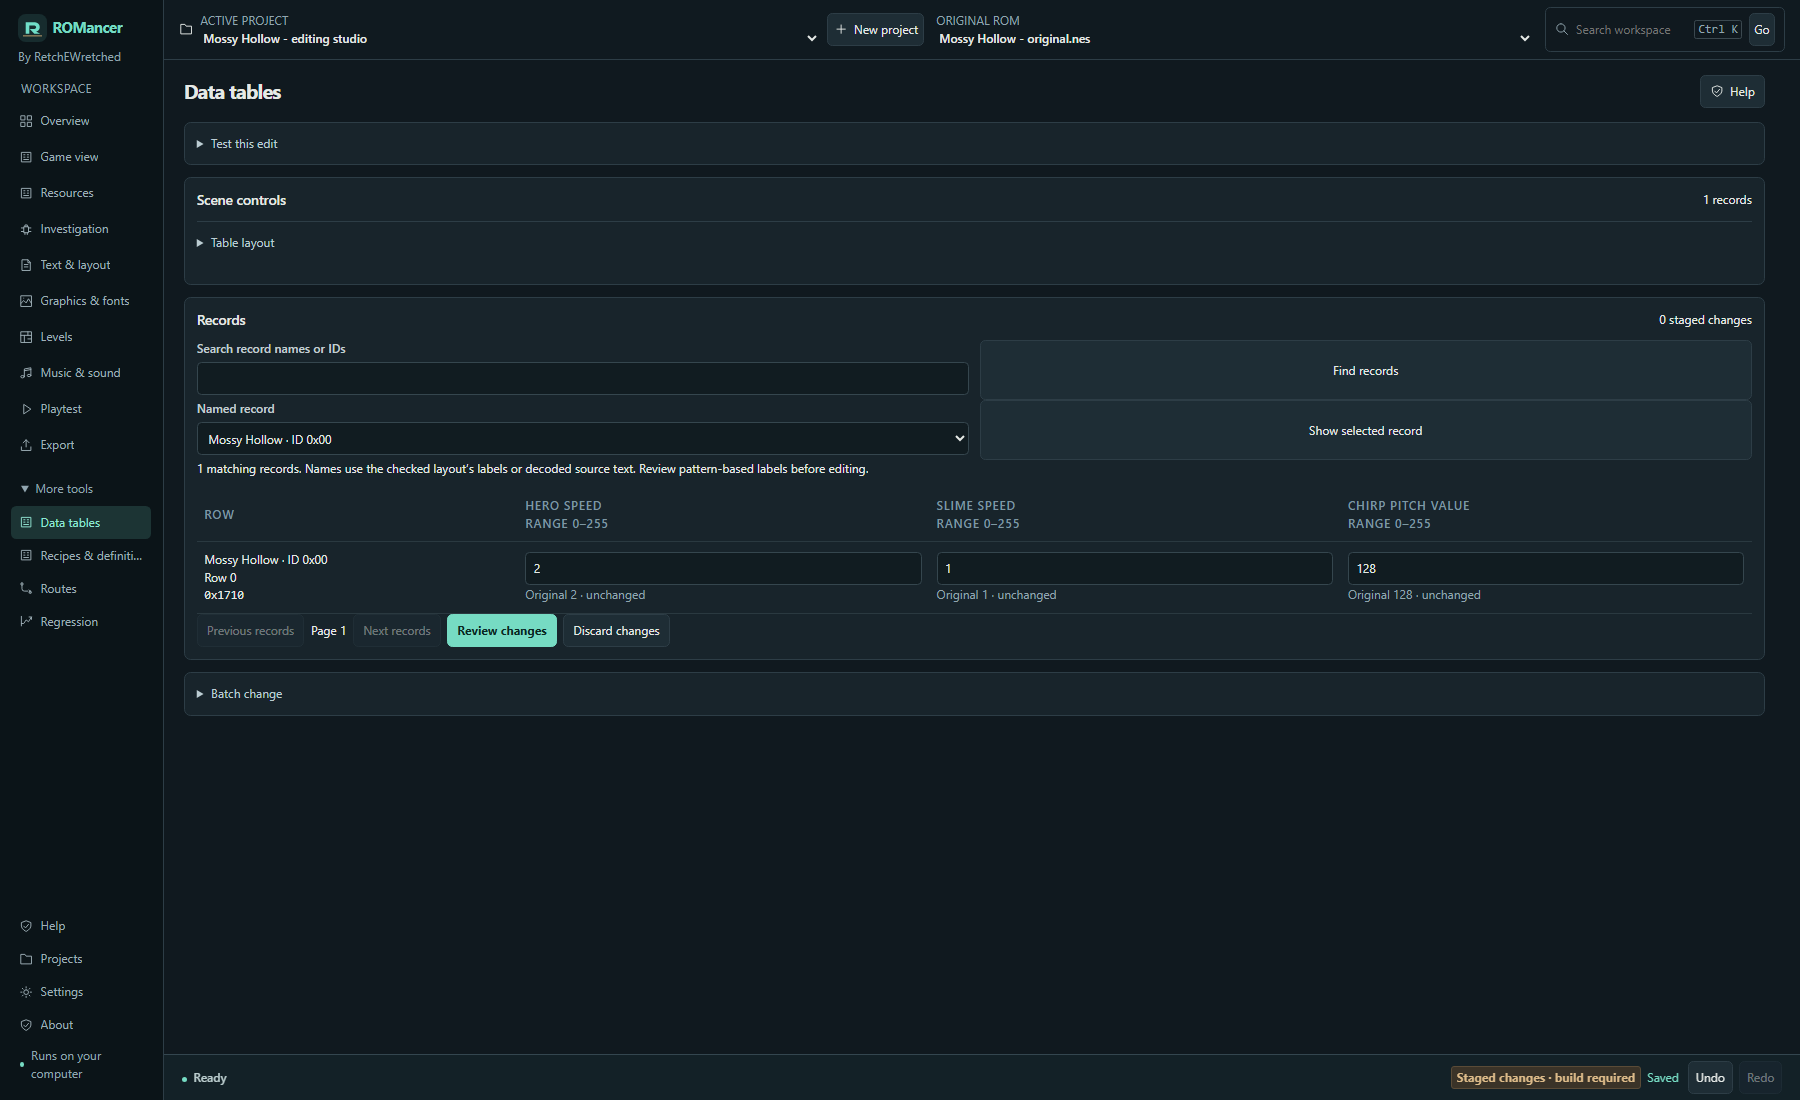 ROMancer
By RetchEWretched
WORKSPACE
Overview
Game view
Resources
Investigation
Text & layout
Graphics & fonts
Levels
Music & sound
Playtest
Export
More tools
Data tables
Recipes & definiti...
Routes
Regression
Help
Projects
Settings
About
Runs on your
computer
ACTIVE PROJECT
Mossy Hollow - editing studio
New project
ORIGINAL ROM
Mossy Hollow - original.nes
Search workspace
Ctrl K
Go
Data tables
Help
Test this edit
Scene controls
1 records
Table layout
Records
0 staged changes
Search record names or IDs
Find records
Named record
Mossy Hollow · ID 0x00
Show selected record
1 matching records. Names use the checked layout's labels or decoded source text. Review pattern-based labels before editing.
ROW
HERO SPEED
RANGE 0–255
SLIME SPEED
RANGE 0–255
CHIRP PITCH VALUE
RANGE 0–255
Mossy Hollow · ID 0x00
Row 0
0x1710
2
Original 2 · unchanged
1
Original 1 · unchanged
128
Original 128 · unchanged
Previous records
Page 1
Next records
Review changes
Discard changes
Batch change
Ready
Staged changes · build required
Saved
Undo
Redo